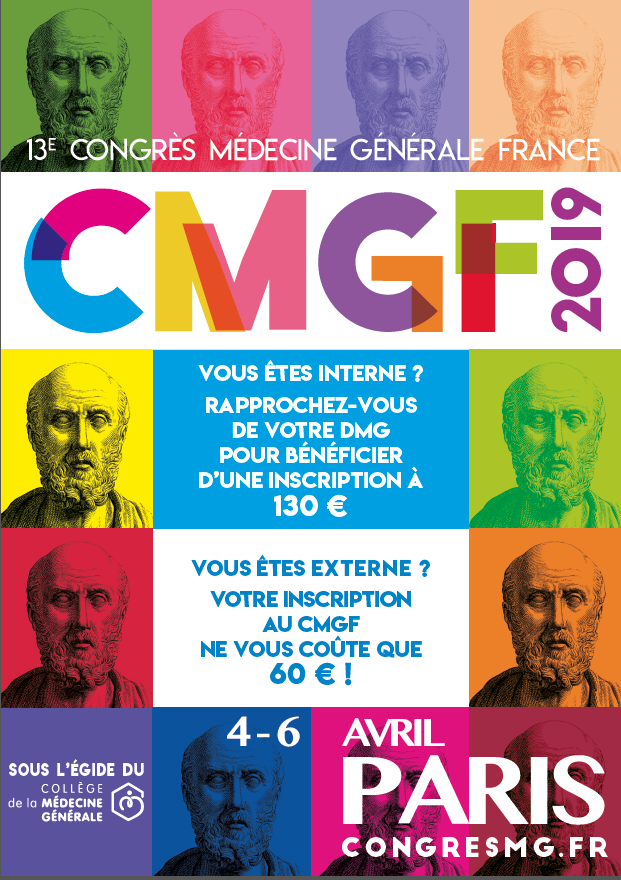 13E CONGRÈS MÉDECINE GÉNÉRALE FRANCE
CMGF 2019
VOUS ÊTES INTERNE ?
RAPPROCHEZ-VOUS
DE VOTRE DMG
POUR BÉNÉFICIER
D'UNE INSCRIPTION À
130 €
VOUS ÊTES EXTERNE ?
VOTRE INSCRIPTION
AU CMGF
NE VOUS COÛTE QUE
60 € !
4-6 AVRIL
PARIS
CONGRESMG.FR
SOUS L'ÉGIDE DU
COLLÈGE
de la MÉDECINE
GÉNÉRALE